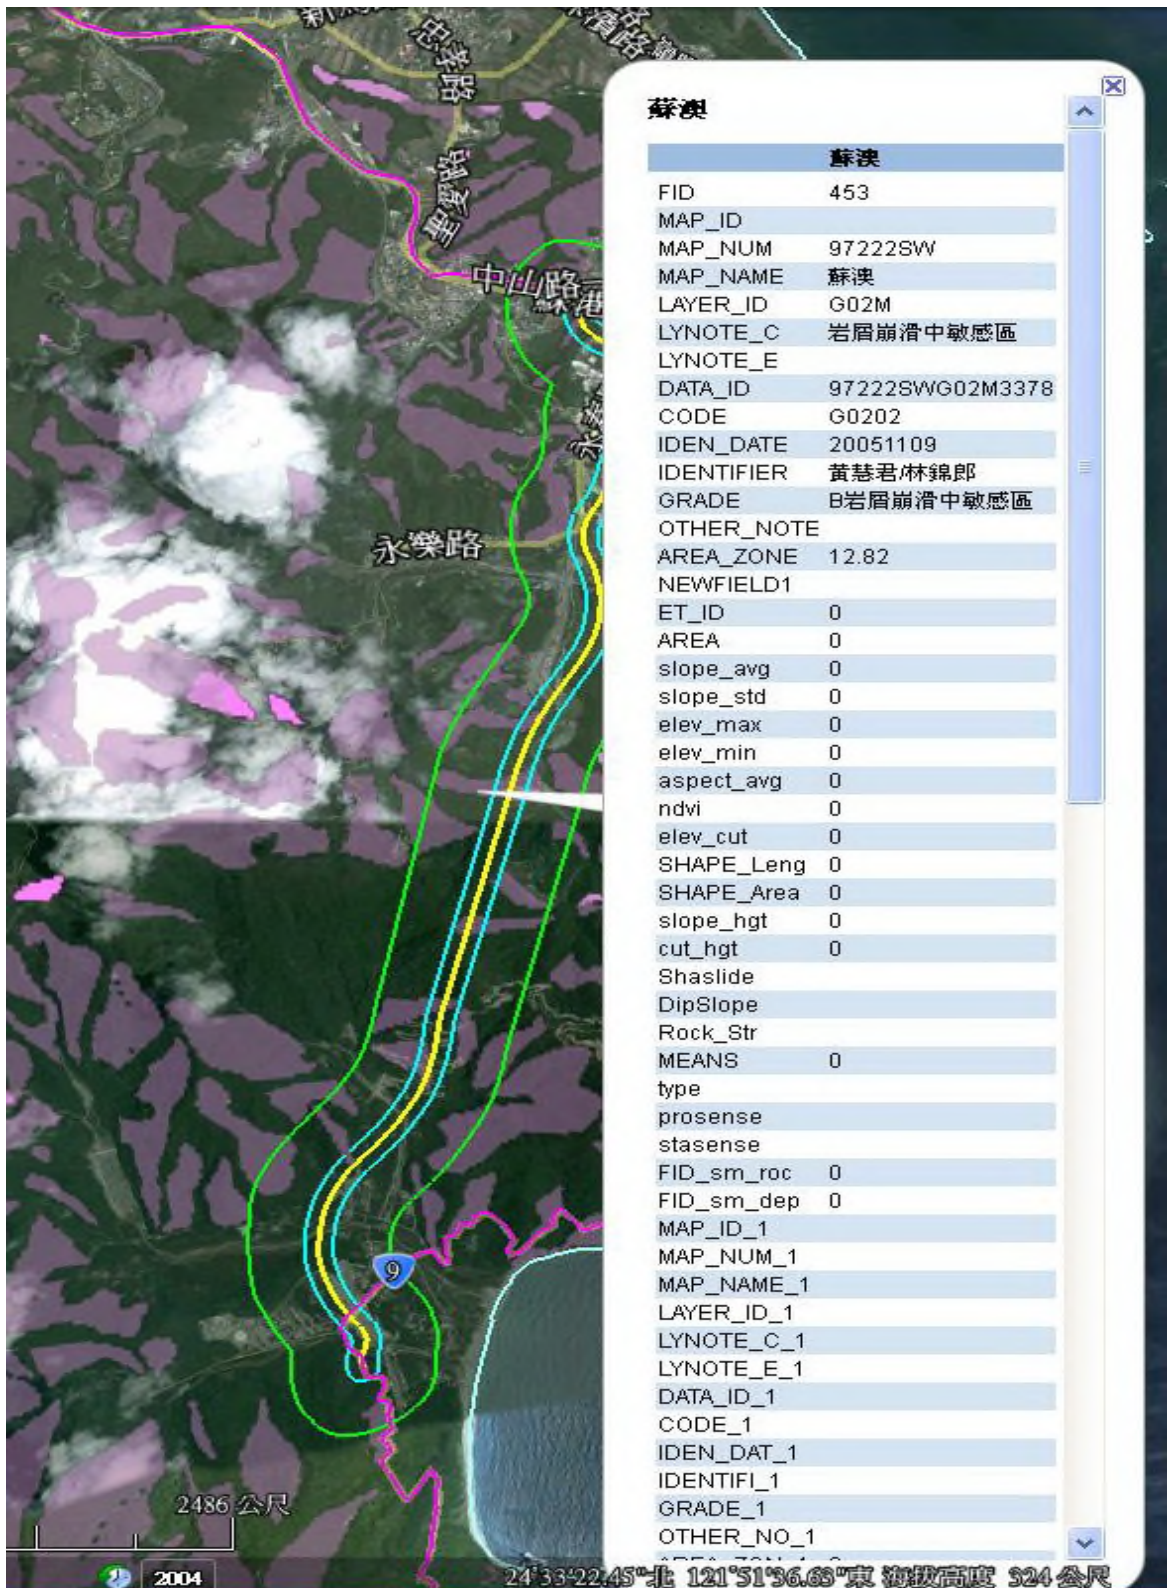 忠孝路
聖愛路
中山路
蘇港
永樂路
9
2486 公尺
2004
24°33'22.45"北 121°51'36.63"東 海拔高度 324 公尺
蘇澳
蘇澳
FID 453
MAP_ID
MAP_NUM 97222SW
MAP_NAME 蘇澳
LAYER_ID G02M
LYNOTE_C 岩屑崩滑中敏感區
LYNOTE_E
DATA_ID 97222SWG02M3378
CODE G0202
IDEN_DATE 20051109
IDENTIFIER 黃慧君/林錦郎
GRADE B岩屑崩滑中敏感區
OTHER_NOTE
AREA_ZONE 12.82
NEWFIELD1
ET_ID 0
AREA 0
slope_avg 0
slope_std 0
elev_max 0
elev_min 0
aspect_avg 0
ndvi 0
elev_cut 0
SHAPE_Leng 0
SHAPE_Area 0
slope_hgt 0
cut_hgt 0
Shaslide
DipSlope
Rock_Str
MEANS 0
type
prosense
stasense
FID_sm_roc 0
FID_sm_dep 0
MAP_ID_1
MAP_NUM_1
MAP_NAME_1
LAYER_ID_1
LYNOTE_C_1
LYNOTE_E_1
DATA_ID_1
CODE_1
IDEN_DAT_1
IDENTIFI_1
GRADE_1
OTHER_NO_1